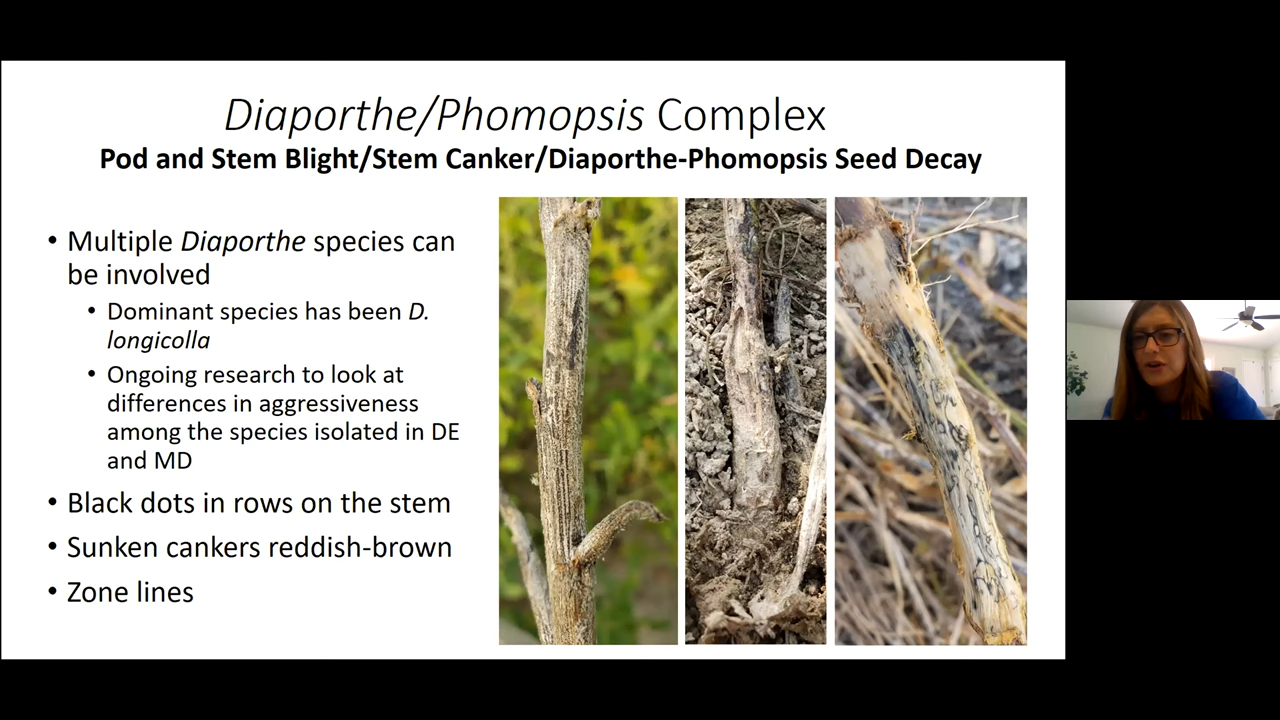 Diaporthe/Phomopsis Complex
Pod and Stem Blight/Stem Canker/Diaporthe-Phomopsis Seed Decay
• Multiple Diaporthe species can
be involved
• Dominant species has been D.
longicolla
• Ongoing research to look at
differences in aggressiveness
among the species isolated in DE
and MD
• Black dots in rows on the stem
• Sunken cankers reddish-brown
• Zone lines